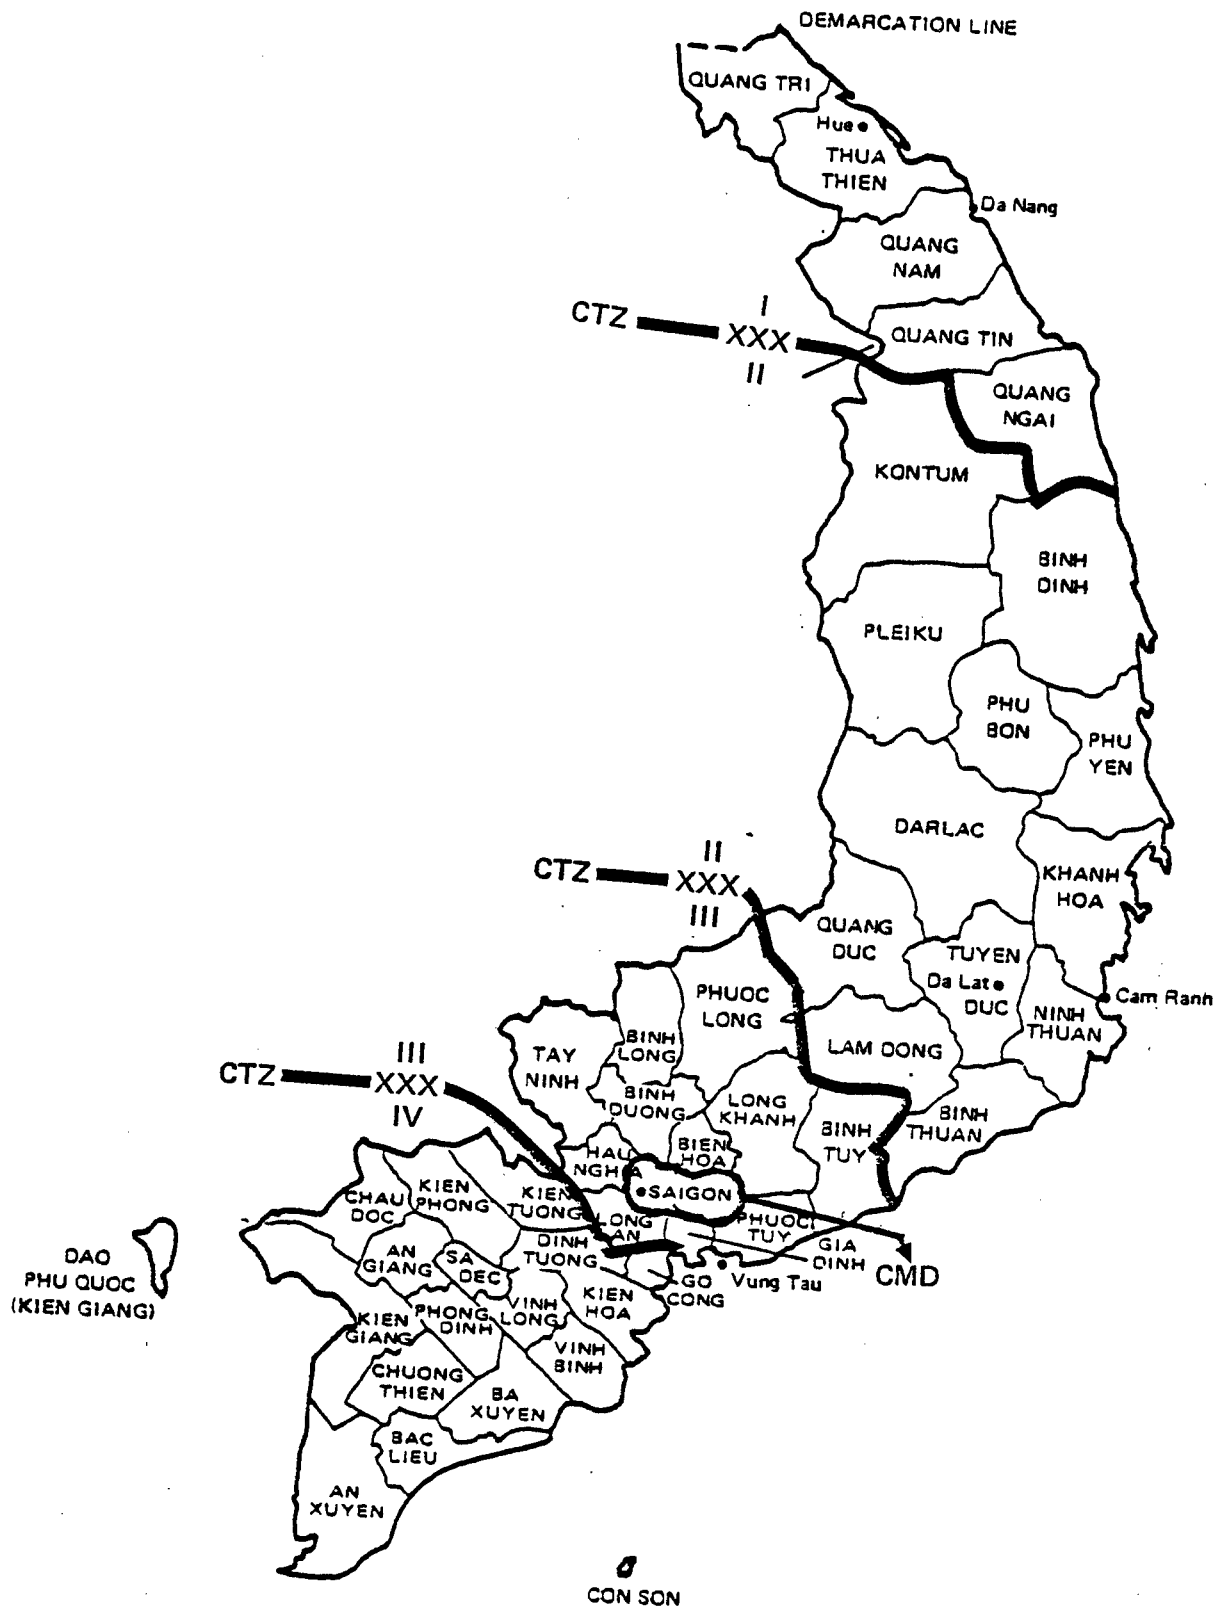 DEMARCATION LINE
QUANG TRI
Hue
THUA
THIEN
Da Nang
QUANG
NAM
CTZ
I
XXX
II
QUANG TIN
QUANG
NGAI
KONTUM
BINH
DINH
PLEIKU
PHU
BON
PHU
YEN
DARLAC
CTZ
II
XXX
III
KHANH
HOA
QUANG
DUC
TUYEN
Da Lat
DUC
Cam Ranh
NINH
THUAN
PHUOC
LONG
LAM DONG
BINH
LONG
TAY
NINH
CTZ
III
XXX
IV
BINH
DUONG
LONG
KHANH
BINH
TUY
BINH
THUAN
BIEN
HOA
HAU
NGHIA
SAIGON
CHAU
DOC
KIEN
PHONG
KIEN
TUONG
LONG
AN
PHUOC
TUY
GIA
DINH
CMD
DINH
TUONG
AN
GIANG
SA
DEC
GO
CONG
Vung Tau
DAO
PHU QUOC
(KIEN GIANG)
KIEN
HOA
VINH
LONG
PHONG
DINH
KIEN
GIANG
VINH
BINH
CHUONG
THIEN
BA
XUYEN
BAC
LIEU
AN
XUYEN
CON SON